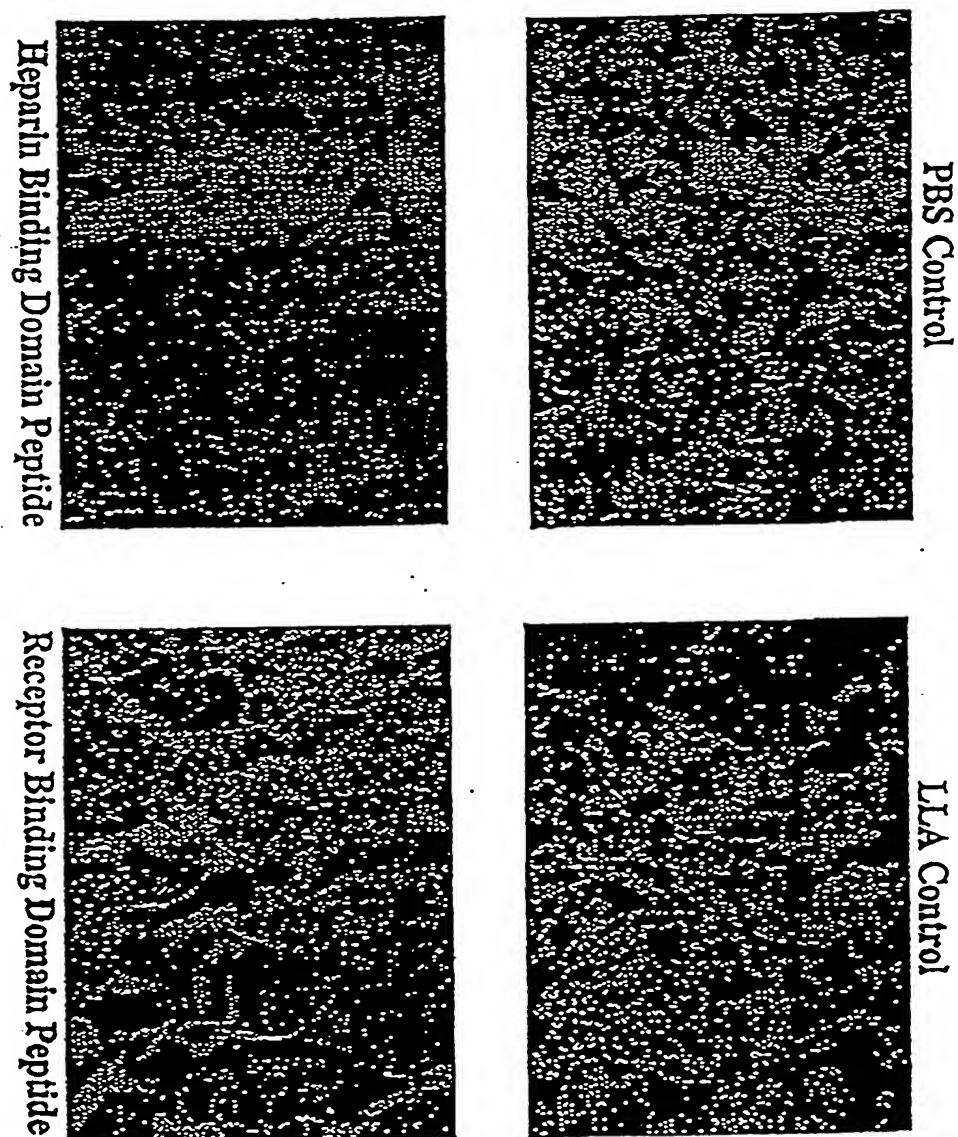 PBS Control
LLA Control
Heparin Binding Domain Peptide
Receptor Binding Domain Peptide